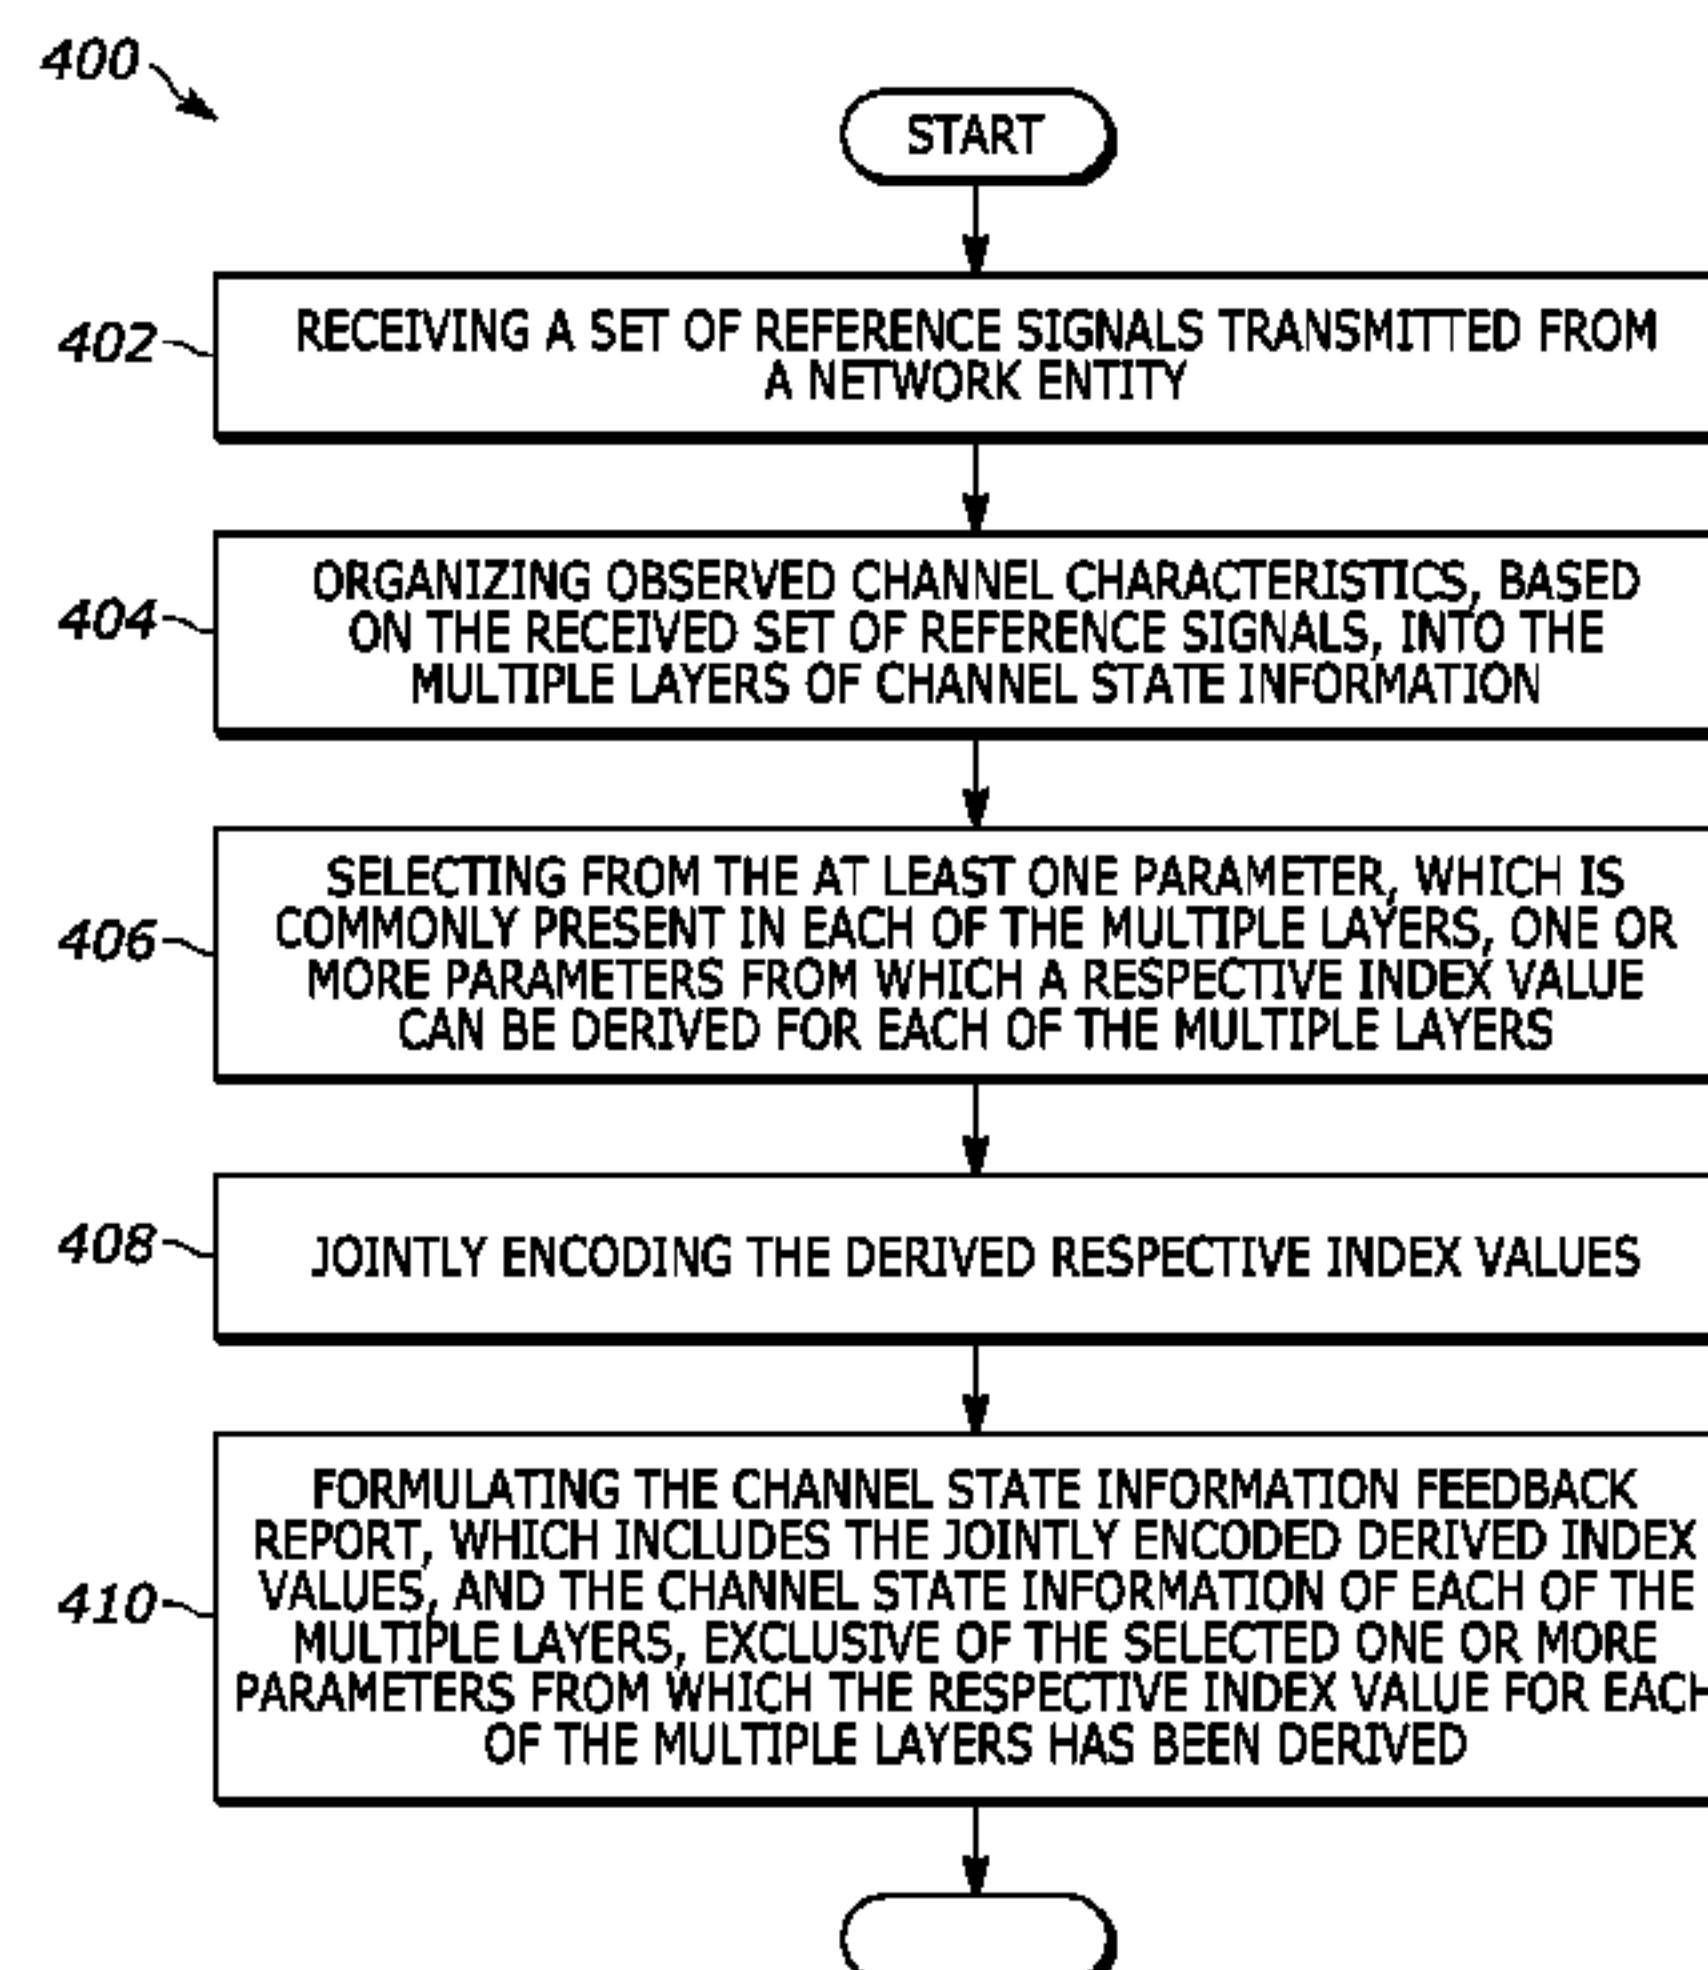 400
START
402
RECEIVING A SET OF REFERENCE SIGNALS TRANSMITTED FROM
A NETWORK ENTITY
404
ORGANIZING OBSERVED CHANNEL CHARACTERISTICS, BASED
ON THE RECEIVED SET OF REFERENCE SIGNALS, INTO THE
MULTIPLE LAYERS OF CHANNEL STATE INFORMATION
406
SELECTING FROM THE AT LEAST ONE PARAMETER, WHICH IS
COMMONLY PRESENT IN EACH OF THE MULTIPLE LAYERS, ONE OR
MORE PARAMETERS FROM WHICH A RESPECTIVE INDEX VALUE
CAN BE DERIVED FOR EACH OF THE MULTIPLE LAYERS
408
JOINTLY ENCODING THE DERIVED RESPECTIVE INDEX VALUES
410
FORMULATING THE CHANNEL STATE INFORMATION FEEDBACK
REPORT, WHICH INCLUDES THE JOINTLY ENCODED DERIVED INDEX
VALUES, AND THE CHANNEL STATE INFORMATION OF EACH OF THE
MULTIPLE LAYERS, EXCLUSIVE OF THE SELECTED ONE OR MORE
PARAMETERS FROM WHICH THE RESPECTIVE INDEX VALUE FOR EACH
OF THE MULTIPLE LAYERS HAS BEEN DERIVED